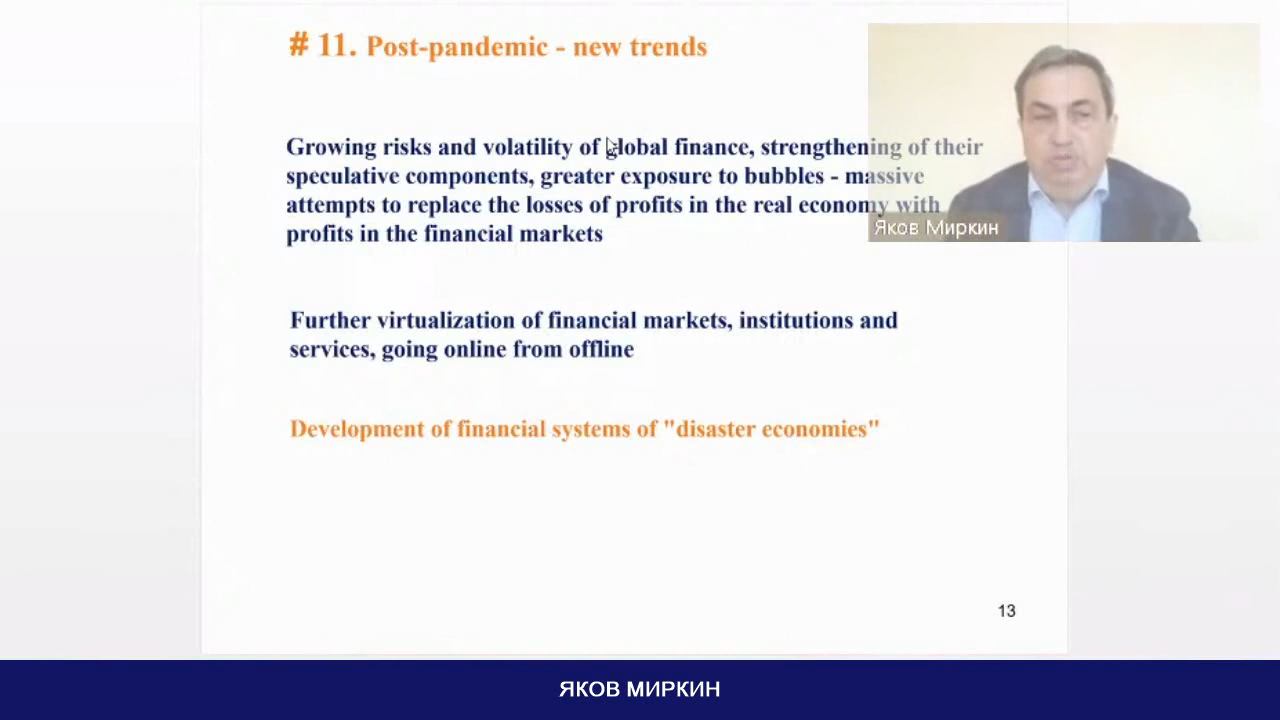 # 11. Post-pandemic - new trends
Growing risks and volatility of global finance, strengthening of their
speculative components, greater exposure to bubbles - massive
attempts to replace the losses of profits in the real economy with
profits in the financial markets
Яков Миркин
Further virtualization of financial markets, institutions and
services, going online from offline
Development of financial systems of "disaster economies"
13
ЯКОВ МИРКИН